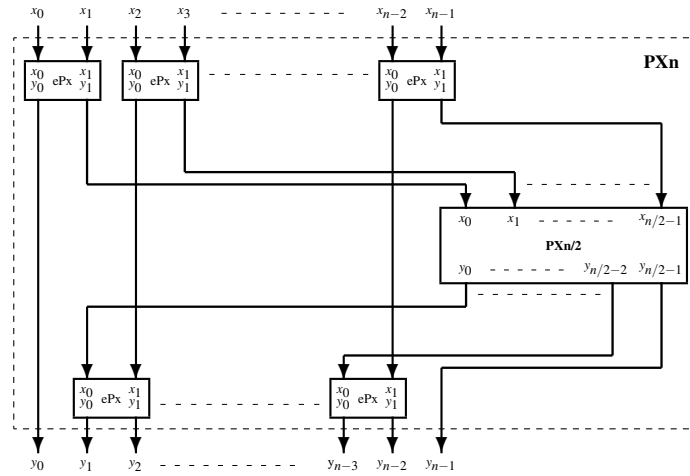 x0 x1 x2 x3 xn−2 xn−1
PXn
x0 ePx x1 x0 ePx x1 x0 ePx x1
y0 y1 y0 y1 y0 y1
x0 x1 xn/2−1
PXn/2
y0 yn/2−2 yn/2−1
x0 ePx x1 x0 ePx x1
y0 y1 y0 y1
y0 y1 y2 yn−3 yn−2 yn−1